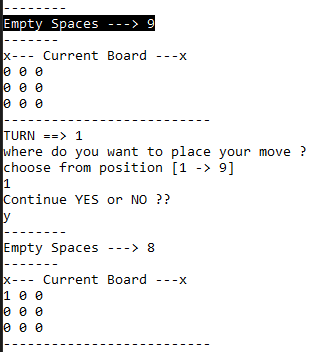 --------
Empty Spaces ---> 9
-------
x--- Current Board ---x
0 0 0
0 0 0
0 0 0
--------------------------
TURN ==> 1
where do you want to place your move ?
choose from position [1 -> 9]
1
Continue YES or NO ??
y
--------
Empty Spaces ---> 8
-------
x--- Current Board ---x
1 0 0
0 0 0
0 0 0
--------------------------